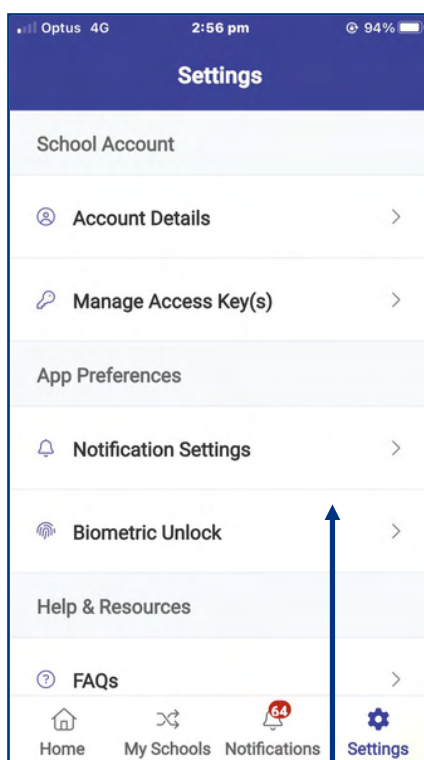 Optus 4G 2:56 pm 94%
Settings
School Account
Account Details
Manage Access Key(s)
App Preferences
Notification Settings
Biometric Unlock
Help & Resources
FAQs
64
Home My Schools Notifications Settings